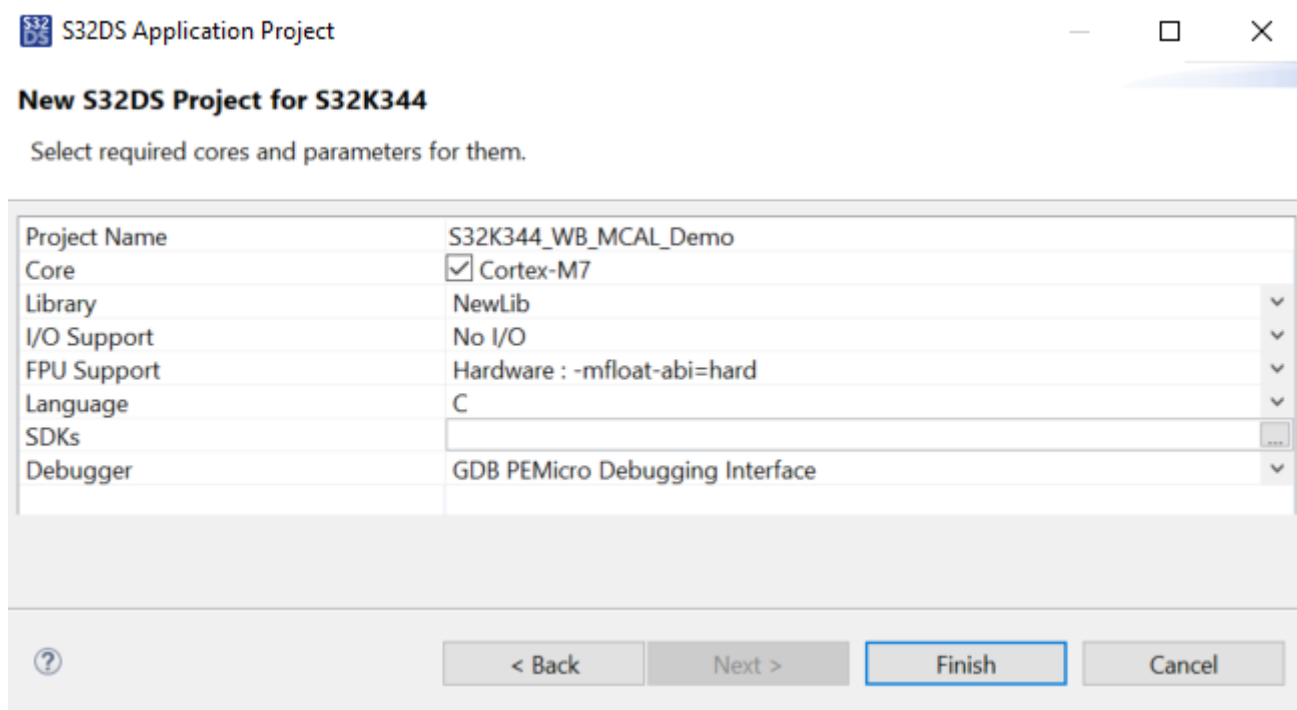 S32DS Application Project
New S32DS Project for S32K344
Select required cores and parameters for them.
Project Name S32K344_WB_MCAL_Demo
Core Cortex-M7
Library NewLib
I/O Support No I/O
FPU Support Hardware : -mfloat-abi=hard
Language C
SDKs ...
Debugger GDB PEMicro Debugging Interface
? < Back Next > Finish Cancel